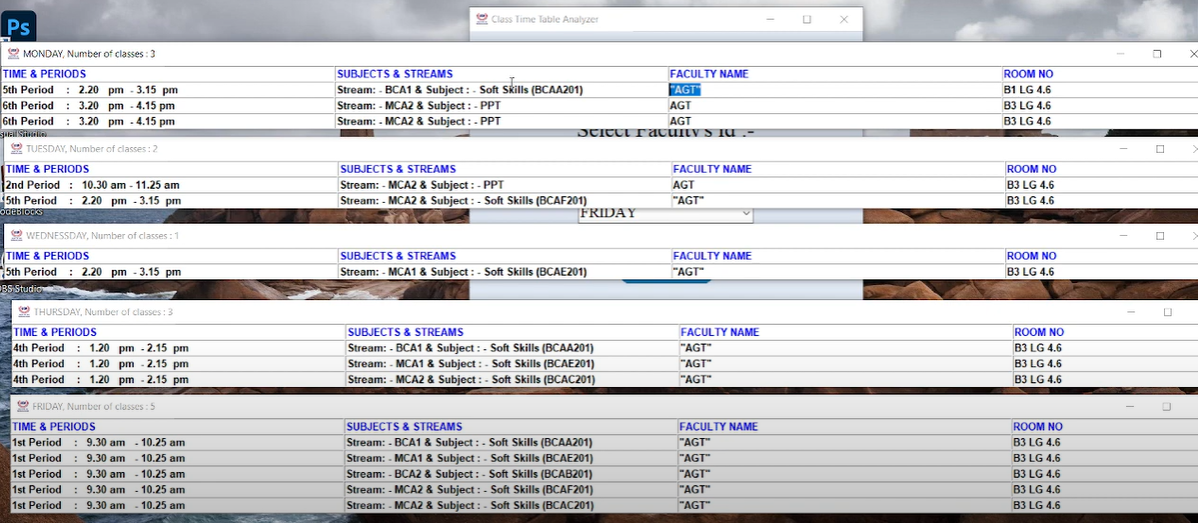 Ps
Class Time Table Analyzer
MONDAY, Number of classes : 3
TIME & PERIODS SUBJECTS & STREAMS FACULTY NAME ROOM NO
5th Period : 2.20 pm - 3.15 pm Stream: - BCA1 & Subject : - Soft Skills (BCAA201) "AGT" B1 LG 4.6
6th Period : 3.20 pm - 4.15 pm Stream: - MCA2 & Subject : - PPT AGT B3 LG 4.6
6th Period : 3.20 pm - 4.15 pm Stream: - MCA2 & Subject : - PPT AGT B3 LG 4.6
Select Faculty's Id :-
TUESDAY, Number of classes : 2
TIME & PERIODS SUBJECTS & STREAMS FACULTY NAME ROOM NO
2nd Period : 10.30 am - 11.25 am Stream: - MCA2 & Subject : - PPT AGT B3 LG 4.6
5th Period : 2.20 pm - 3.15 pm Stream: - MCA2 & Subject : - Soft Skills (BCAF201) "AGT" B3 LG 4.6
odeBlocks
FRIDAY
WEDNESDAY, Number of classes : 1
TIME & PERIODS SUBJECTS & STREAMS FACULTY NAME ROOM NO
5th Period : 2.20 pm - 3.15 pm Stream: - MCA1 & Subject : - Soft Skills (BCAE201) "AGT" B3 LG 4.6
OBS Studio
THURSDAY, Number of classes : 3
TIME & PERIODS SUBJECTS & STREAMS FACULTY NAME ROOM NO
4th Period : 1.20 pm - 2.15 pm Stream: - BCA1 & Subject : - Soft Skills (BCAA201) "AGT" B3 LG 4.6
4th Period : 1.20 pm - 2.15 pm Stream: - MCA1 & Subject : - Soft Skills (BCAE201) "AGT" B3 LG 4.6
4th Period : 1.20 pm - 2.15 pm Stream: - MCA2 & Subject : - Soft Skills (BCAC201) "AGT" B3 LG 4.6
FRIDAY, Number of classes : 5
TIME & PERIODS SUBJECTS & STREAMS FACULTY NAME ROOM NO
1st Period : 9.30 am - 10.25 am Stream: - BCA1 & Subject : - Soft Skills (BCAA201) "AGT" B3 LG 4.6
1st Period : 9.30 am - 10.25 am Stream: - MCA1 & Subject : - Soft Skills (BCAE201) "AGT" B3 LG 4.6
1st Period : 9.30 am - 10.25 am Stream: - BCA2 & Subject : - Soft Skills (BCAB201) "AGT" B3 LG 4.6
1st Period : 9.30 am - 10.25 am Stream: - MCA2 & Subject : - Soft Skills (BCAF201) "AGT" B3 LG 4.6
1st Period : 9.30 am - 10.25 am Stream: - MCA2 & Subject : - Soft Skills (BCAC201) "AGT" B3 LG 4.6